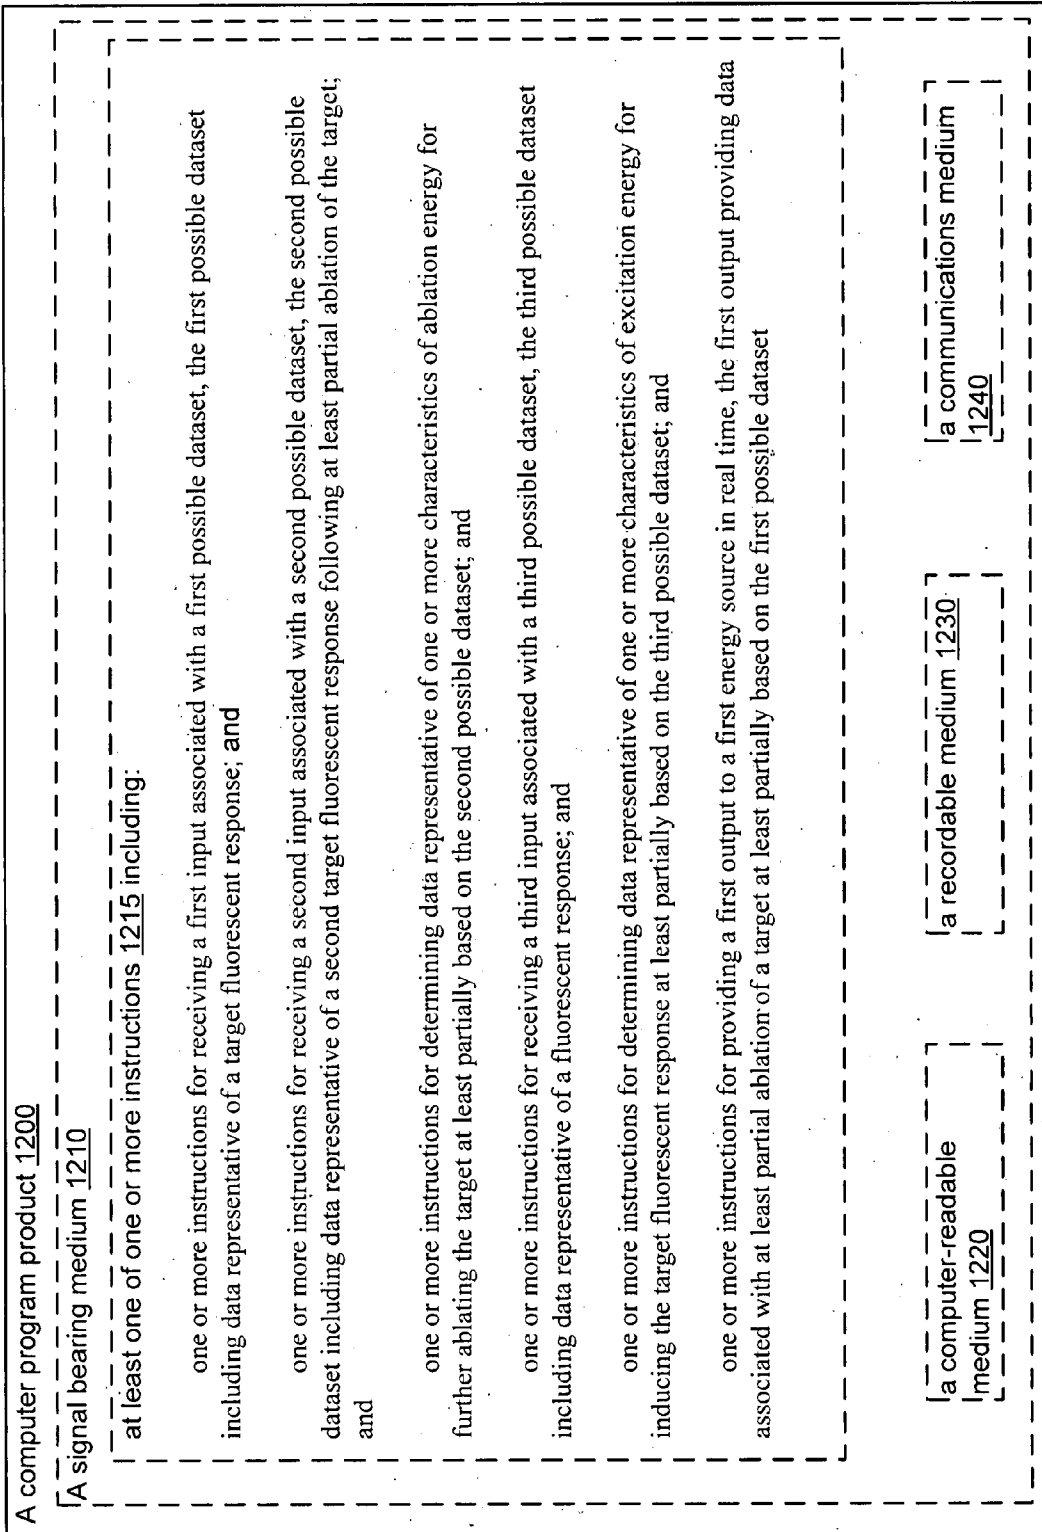 A computer program product 1200
A signal bearing medium 1210
at least one of one or more instructions 1215 including:
one or more instructions for receiving a first input associated with a first possible dataset, the first possible dataset
including data representative of a target fluorescent response; and
one or more instructions for receiving a second input associated with a second possible dataset, the second possible
dataset including data representative of a second target fluorescent response following at least partial ablation of the target;
and
one or more instructions for determining data representative of one or more characteristics of ablation energy for
further ablating the target at least partially based on the second possible dataset; and
one or more instructions for receiving a third input associated with a third possible dataset, the third possible dataset
including data representative of a fluorescent response; and
one or more instructions for determining data representative of one or more characteristics of excitation energy for
inducing the target fluorescent response at least partially based on the third possible dataset; and
one or more instructions for providing a first output to a first energy source in real time, the first output providing data
associated with at least partial ablation of a target at least partially based on the first possible dataset
a computer-readable
medium 1220
a recordable medium 1230
a communications medium
1240